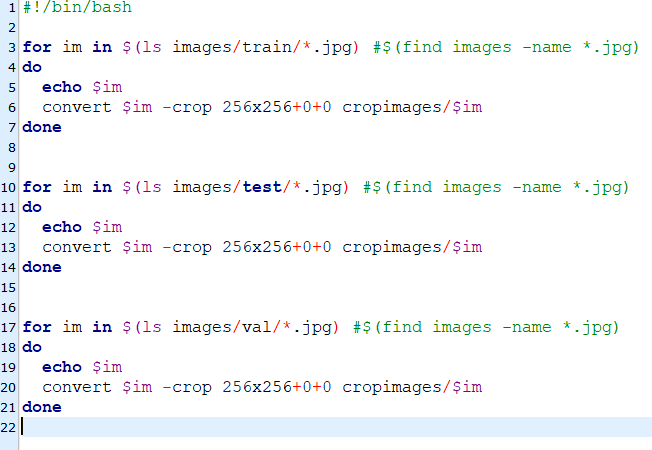 1 #!/bin/bash
2
3 for im in $(ls images/train/*.jpg) #$(find images -name *.jpg)
4 do
5   echo $im
6   convert $im -crop 256x256+0+0 cropimages/$im
7 done
8
9
10 for im in $(ls images/test/*.jpg) #$(find images -name *.jpg)
11 do
12   echo $im
13   convert $im -crop 256x256+0+0 cropimages/$im
14 done
15
16
17 for im in $(ls images/val/*.jpg) #$(find images -name *.jpg)
18 do
19   echo $im
20   convert $im -crop 256x256+0+0 cropimages/$im
21 done
22